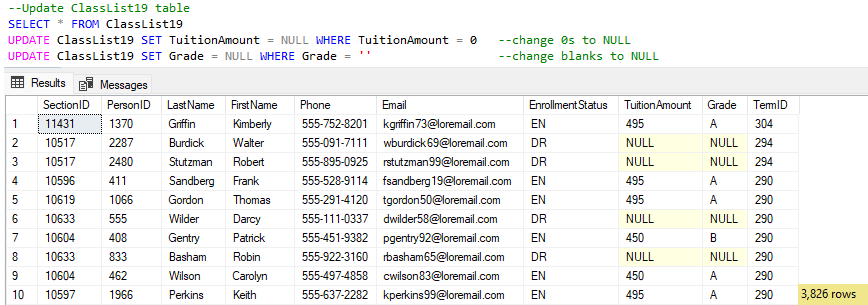 --Update ClassList19 table
SELECT * FROM ClassList19
UPDATE ClassList19 SET TuitionAmount = NULL WHERE TuitionAmount = 0 --change 0s to NULL
UPDATE ClassList19 SET Grade = NULL WHERE Grade = '' --change blanks to NULL
Results Messages
SectionID PersonID LastName FirstName Phone Email EnrollmentStatus TuitionAmount Grade TermID
1 11431 1370 Griffin Kimberly 555-752-8201 kgriffin73@loremail.com EN 495 A 304
2 10517 2287 Burdick Walter 555-091-7111 wburdick69@loremail.com DR NULL NULL 294
3 10517 2480 Stutzman Robert 555-895-0925 rstutzman99@loremail.com DR NULL NULL 294
4 10596 411 Sandberg Frank 555-528-9114 fsandberg19@loremail.com EN 495 A 290
5 10619 1066 Gordon Thomas 555-291-4120 tgordon50@loremail.com EN 495 A 290
6 10633 555 Wilder Darcy 555-111-0337 dwilder58@loremail.com DR NULL NULL 290
7 10604 408 Gentry Patrick 555-451-9382 pgentry92@loremail.com EN 450 B 290
8 10633 833 Basham Robin 555-922-3160 rbasham65@loremail.com DR NULL NULL 290
9 10604 462 Wilson Carolyn 555-497-4858 cwilson83@loremail.com EN 450 A 290
10 10597 1966 Perkins Keith 555-637-2282 kperkins99@loremail.com EN 495 A 290 3,826 rows